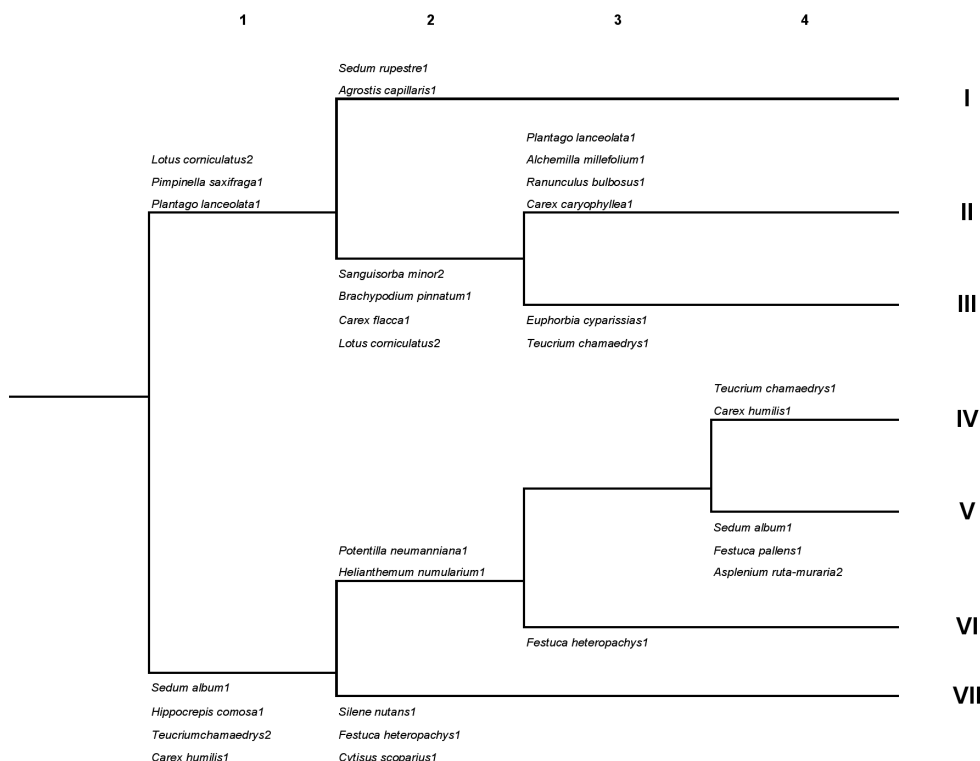 1 2 3 4
Sedum rupestre1
Agrostis capillaris1
I
Plantago lanceolata1
Alchemilla millefolium1
Ranunculus bulbosus1
Carex caryophyllea1
II
Lotus corniculatus2
Pimpinella saxifraga1
Plantago lanceolata1
Sanguisorba minor2
Brachypodium pinnatum1
Carex flacca1
Lotus corniculatus2
III
Euphorbia cyparissias1
Teucrium chamaedrys1
Teucrium chamaedrys1
Carex humilis1
IV
V
Sedum album1
Festuca pallens1
Asplenium ruta-muraria2
Potentilla neumanniana1
Helianthemum numularium1
VI
Festuca heteropachys1
VII
Sedum album1
Hippocrepis comosa1
Teucriumchamaedrys2
Carex humilis1
Silene nutans1
Festuca heteropachys1
Cytisus scoparius1